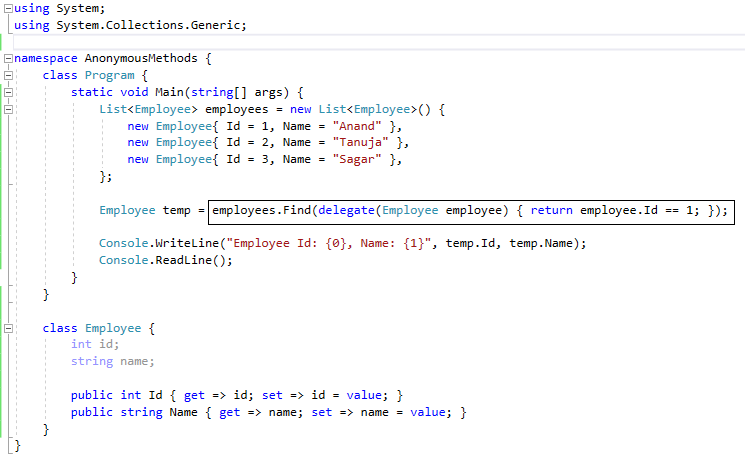 using System;
using System.Collections.Generic;

namespace AnonymousMethods {
    class Program {
        static void Main(string[] args) {
            List<Employee> employees = new List<Employee>() {
                new Employee{ Id = 1, Name = "Anand" },
                new Employee{ Id = 2, Name = "Tanuja" },
                new Employee{ Id = 3, Name = "Sagar" },
            };

            Employee temp = employees.Find(delegate(Employee employee) { return employee.Id == 1; });

            Console.WriteLine("Employee Id: {0}, Name: {1}", temp.Id, temp.Name);
            Console.ReadLine();
        }
    }

    class Employee {
        int id;
        string name;

        public int Id { get => id; set => id = value; }
        public string Name { get => name; set => name = value; }
    }
}